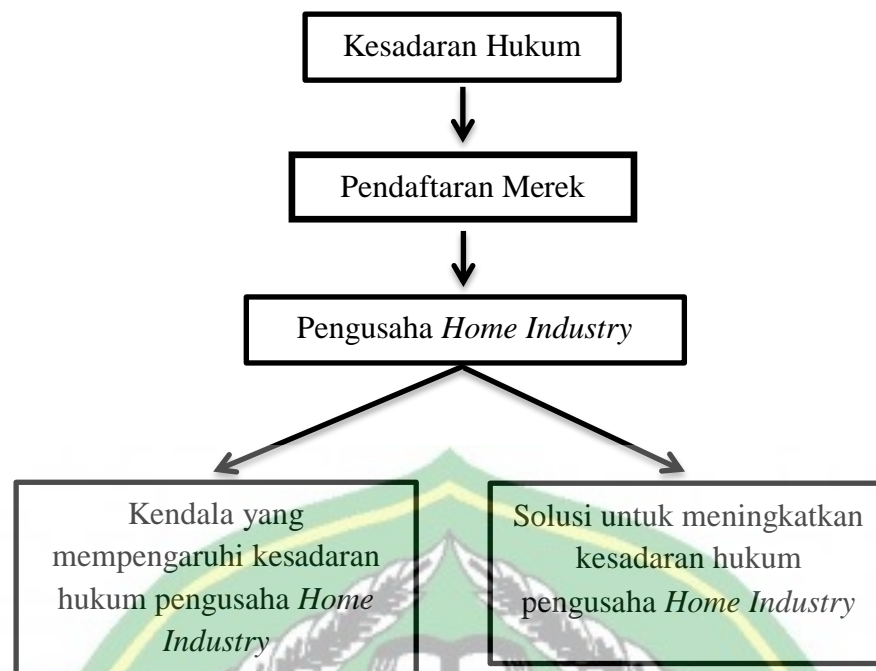 Kesadaran Hukum
Pendaftaran Merek
Pengusaha Home Industry
Kendala yang
mempengaruhi kesadaran
hukum pengusaha Home
Industry
Solusi untuk meningkatkan
kesadaran hukum
pengusaha Home Industry